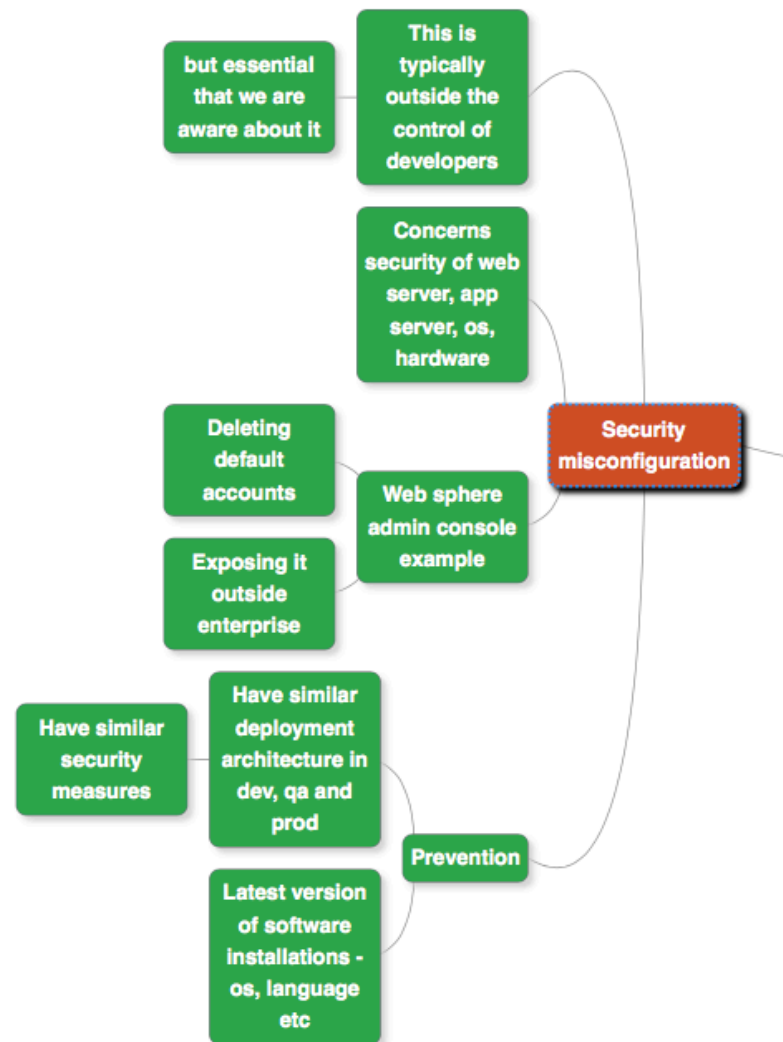 This is
typically
outside the
control of
developers
but essential
that we are
aware about it
Concerns
security of web
server, app
server, os,
hardware
Security
misconfiguration
Web sphere
admin console
example
Deleting
default
accounts
Exposing it
outside
enterprise
Prevention
Have similar
deployment
architecture in
dev, qa and
prod
Have similar
security
measures
Latest version
of software
installations -
os, language
etc